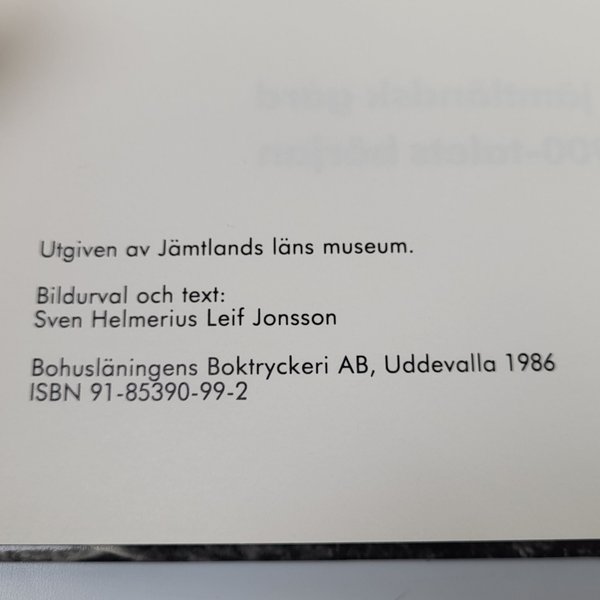 Utgiven av Jämtlands läns museum.
Bildurval och text:
Sven Helmerius Leif Jonsson
Bohusläningens Boktryckeri AB, Uddevalla 1986
ISBN 91-85390-99-2